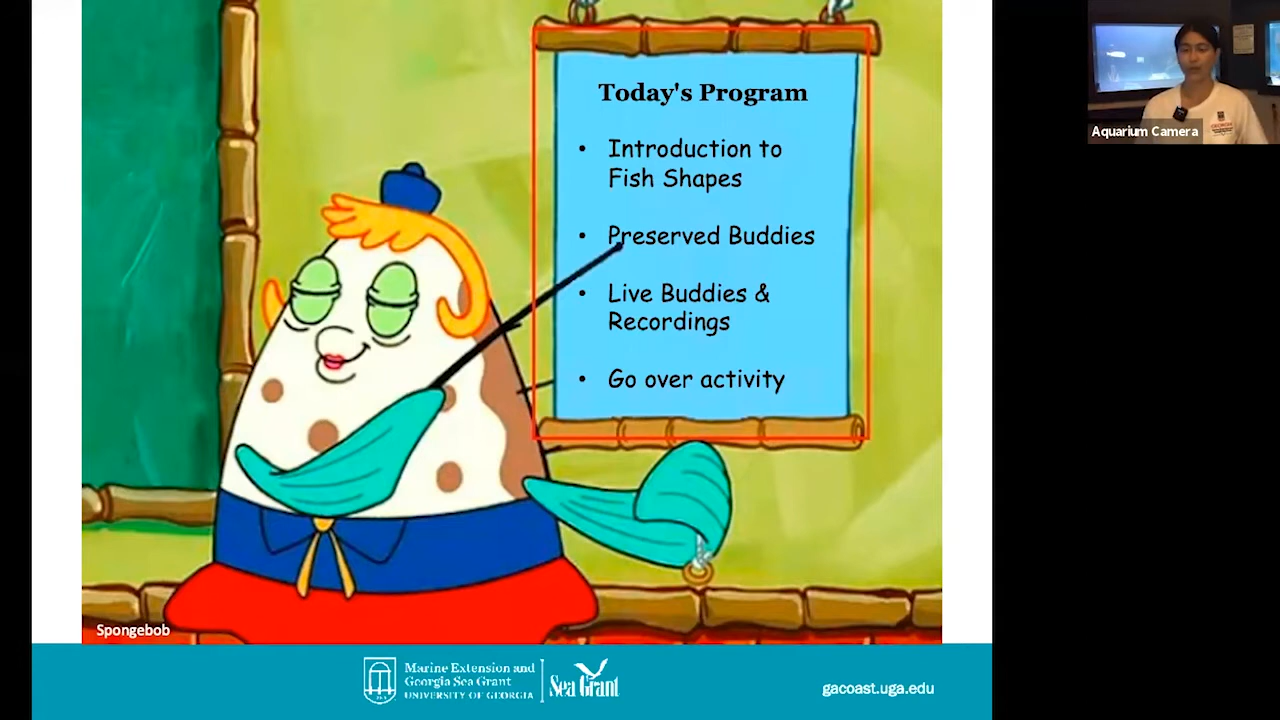 Today's Program
• Introduction to
Fish Shapes
• Preserved Buddies
• Live Buddies &
Recordings
• Go over activity
Aquarium Camera
Spongebob
Marine Extension and
Georgia Sea Grant
UNIVERSITY OF GEORGIA
Sea Grant
gacoast.uga.edu